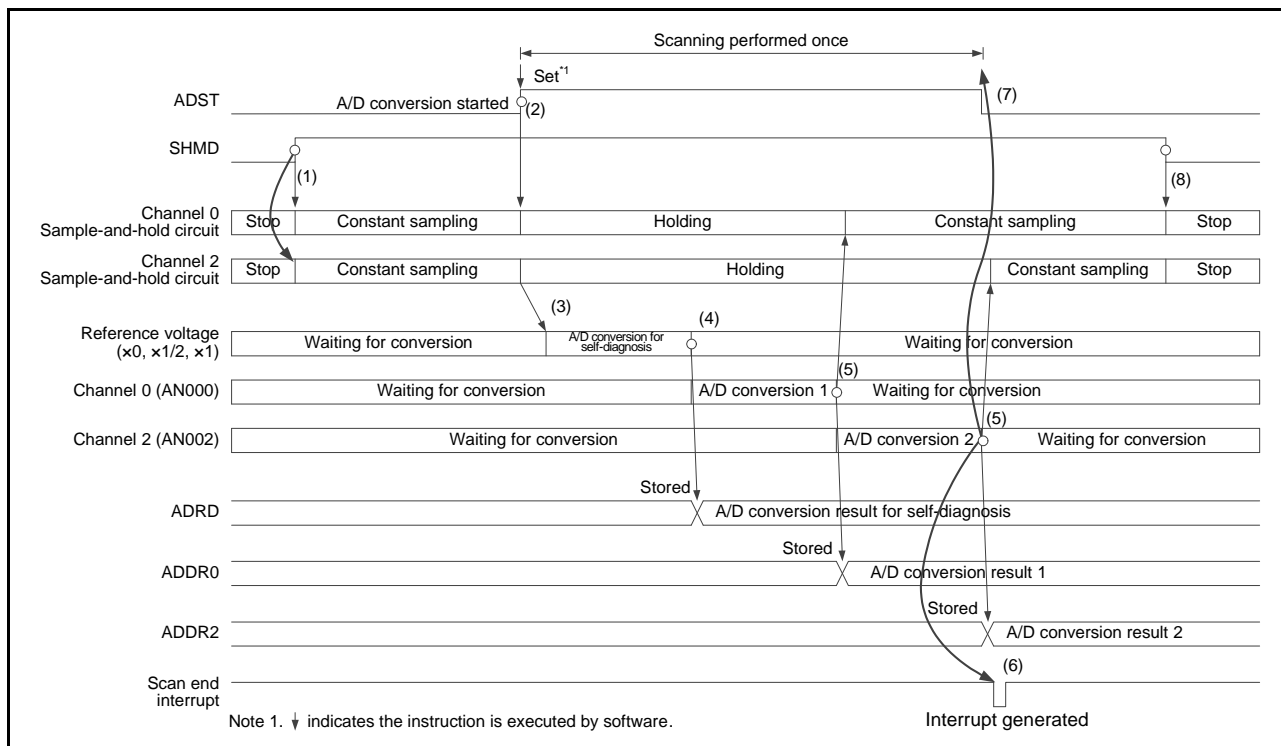 Scanning performed once
Set*1
ADST
A/D conversion started
(2)
(7)
SHMD
(1)
(8)
Channel 0
Sample-and-hold circuit
Stop
Constant sampling
Holding
Constant sampling
Stop
Channel 2
Sample-and-hold circuit
Stop
Constant sampling
Holding
Constant sampling
Stop
(3)
(4)
Reference voltage
(×0, ×1/2, ×1)
Waiting for conversion
A/D conversion for
self-diagnosis
Waiting for conversion
Channel 0 (AN000)
Waiting for conversion
A/D conversion 1
(5)
Waiting for conversion
Channel 2 (AN002)
Waiting for conversion
A/D conversion 2
(5)
Waiting for conversion
Stored
ADRD
A/D conversion result for self-diagnosis
Stored
ADDR0
A/D conversion result 1
Stored
ADDR2
A/D conversion result 2
Scan end
interrupt
(6)
Note 1. ↓ indicates the instruction is executed by software.
Interrupt generated